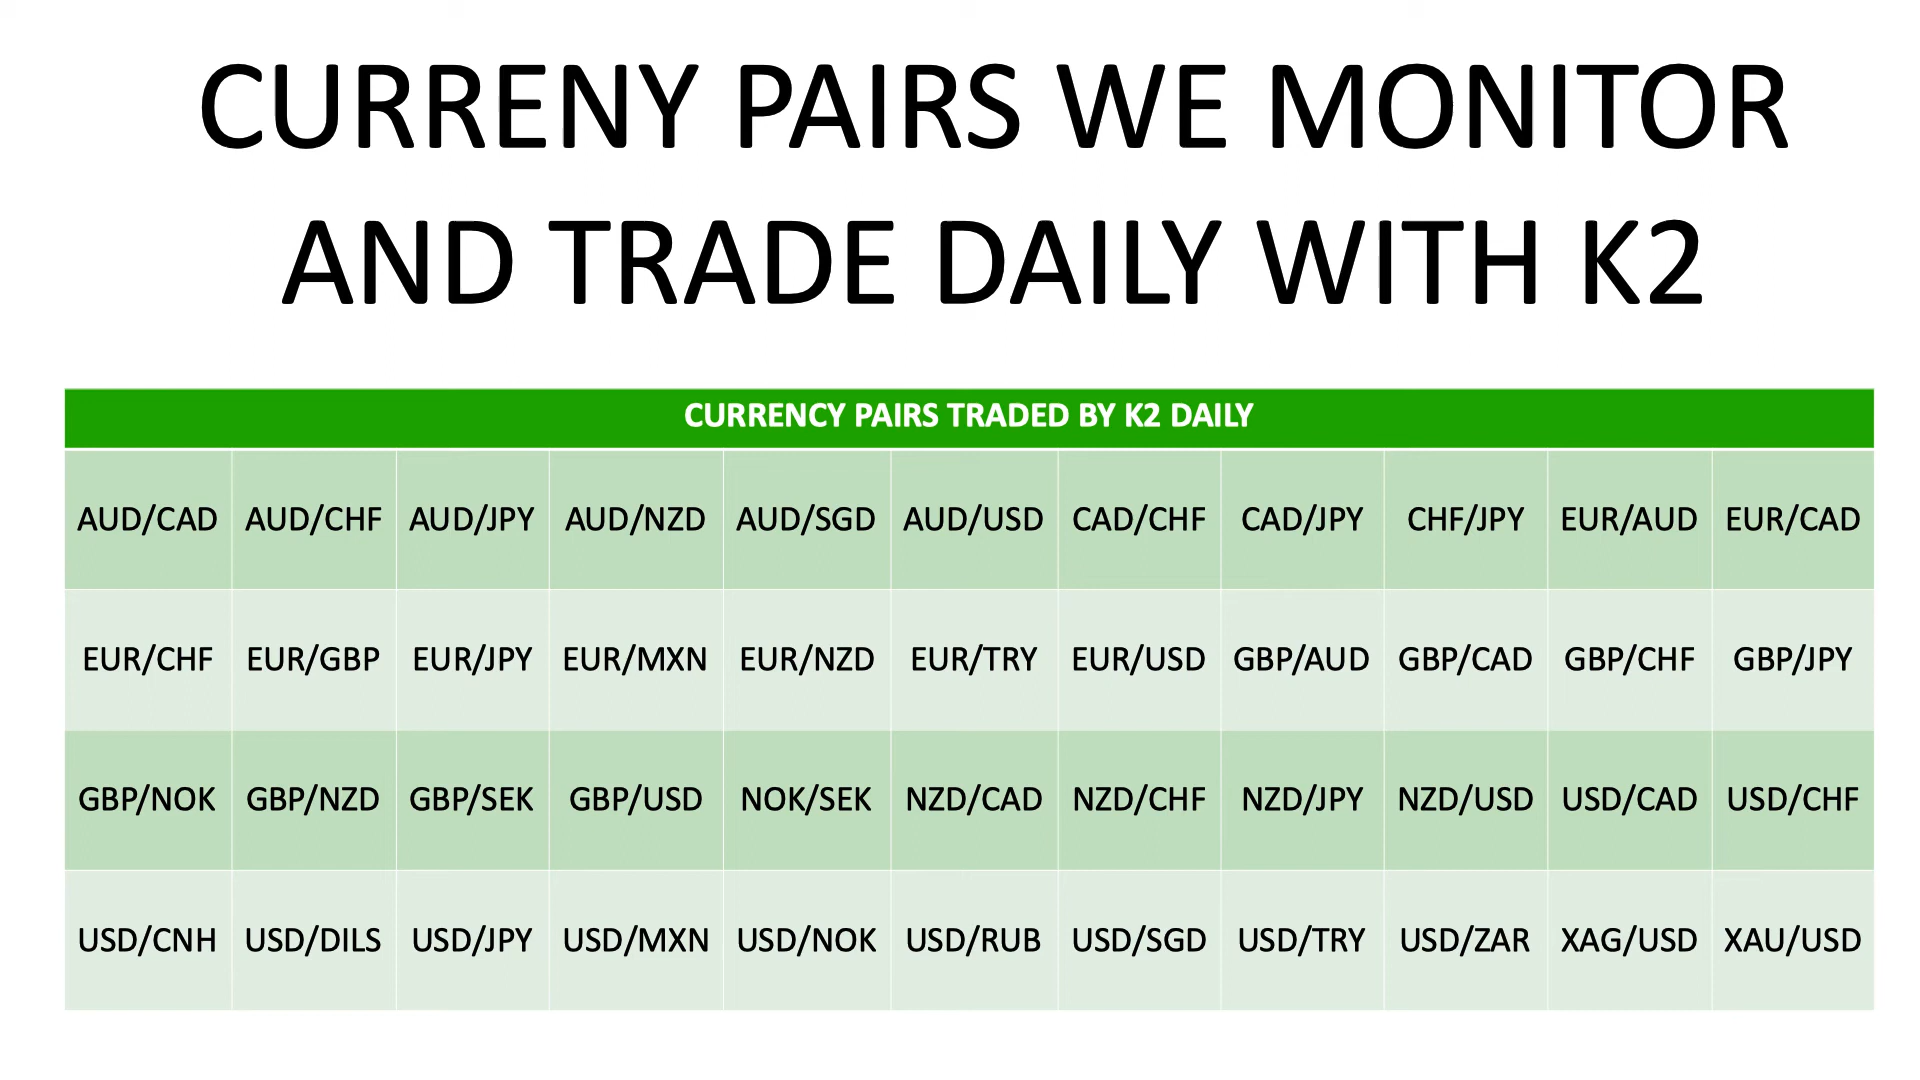 CURRENY PAIRS WE MONITOR
AND TRADE DAILY WITH K2
CURRENCY PAIRS TRADED BY K2 DAILY
AUD/CAD AUD/CHF AUD/JPY AUD/NZD AUD/SGD AUD/USD CAD/CHF CAD/JPY CHF/JPY EUR/AUD EUR/CAD
EUR/CHF EUR/GBP EUR/JPY EUR/MXN EUR/NZD EUR/TRY EUR/USD GBP/AUD GBP/CAD GBP/CHF GBP/JPY
GBP/NOK GBP/NZD GBP/SEK GBP/USD NOK/SEK NZD/CAD NZD/CHF NZD/JPY NZD/USD USD/CAD USD/CHF
USD/CNH USD/DILS USD/JPY USD/MXN USD/NOK USD/RUB USD/SGD USD/TRY USD/ZAR XAG/USD XAU/USD